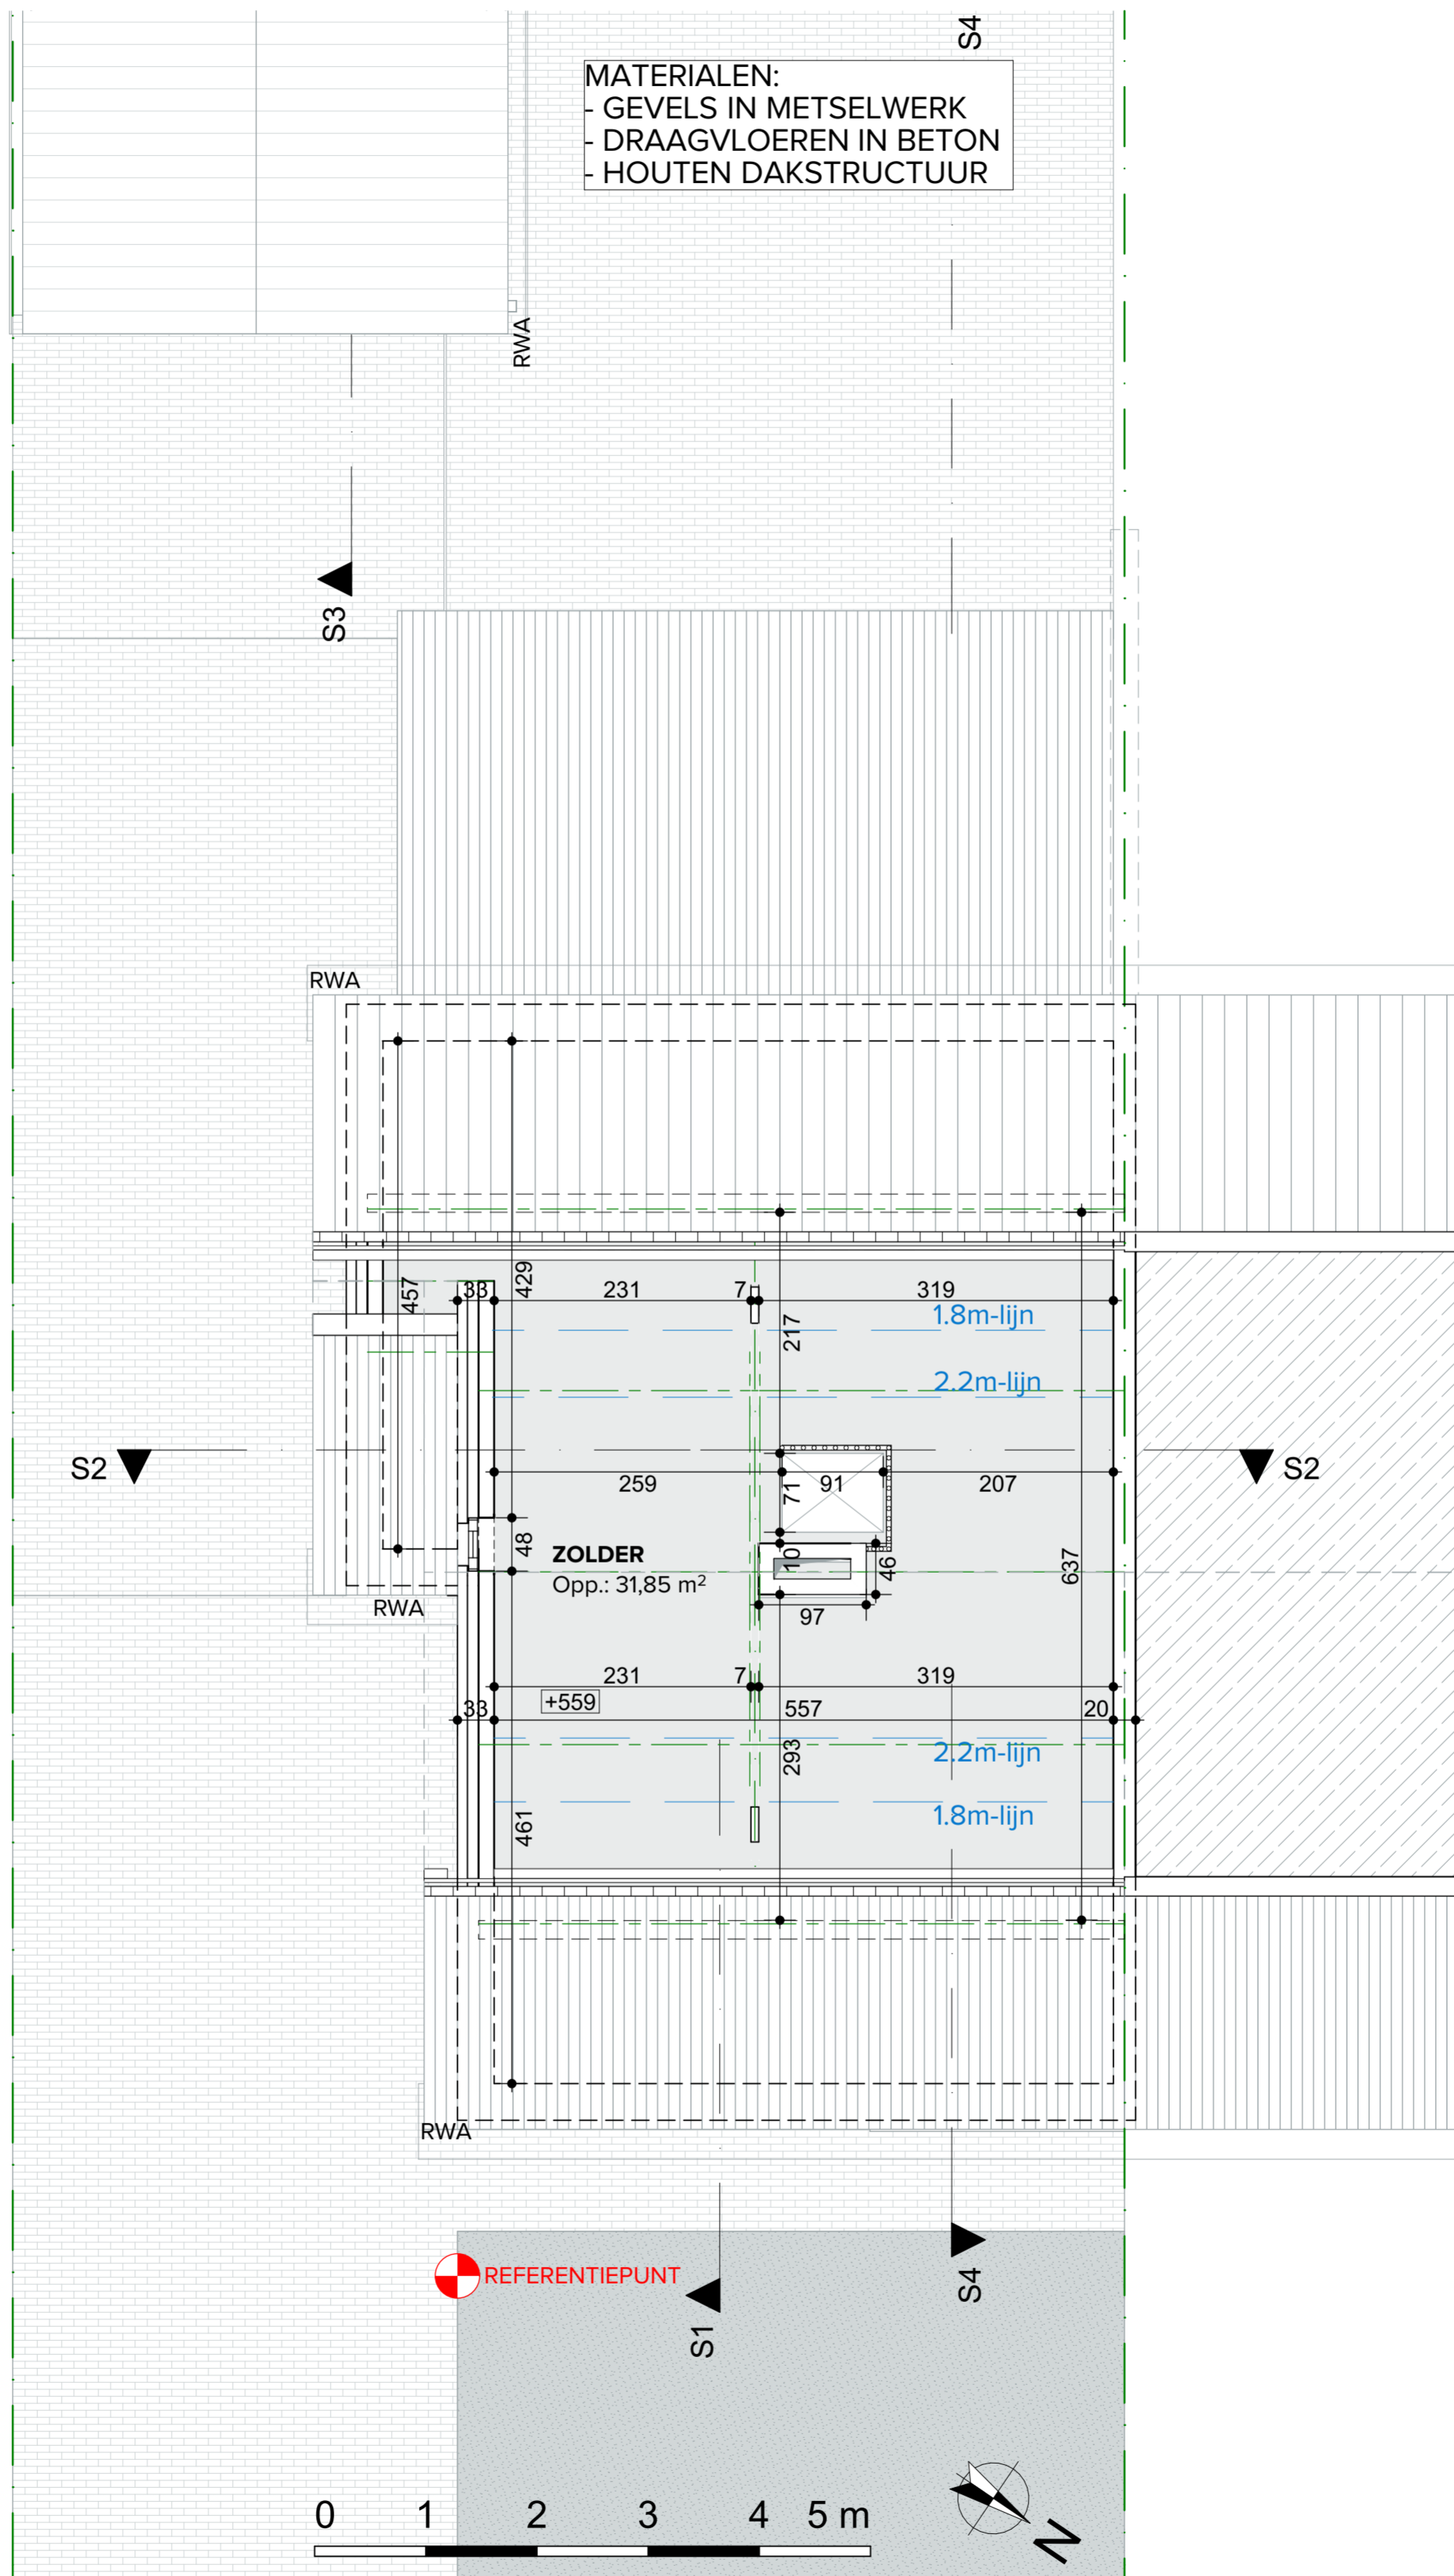 S4
MATERIALEN:
- GEVELS IN METSELWERK
- DRAAGVLOEREN IN BETON
- HOUTEN DAKSTRUCTUUR
RWA
S3
RWA
457
33
429
231
7
319
1.8m-lijn
217
2.2m-lijn
S2
S2
259
71
91
207
48
ZOLDER
10
46
637
Opp.: 31,85 m²
RWA
97
231
7
319
33
+559
557
20
293
2.2m-lijn
461
1.8m-lijn
RWA
REFERENTIEPUNT
S4
S1
0 1 2 3 4 5 m
N